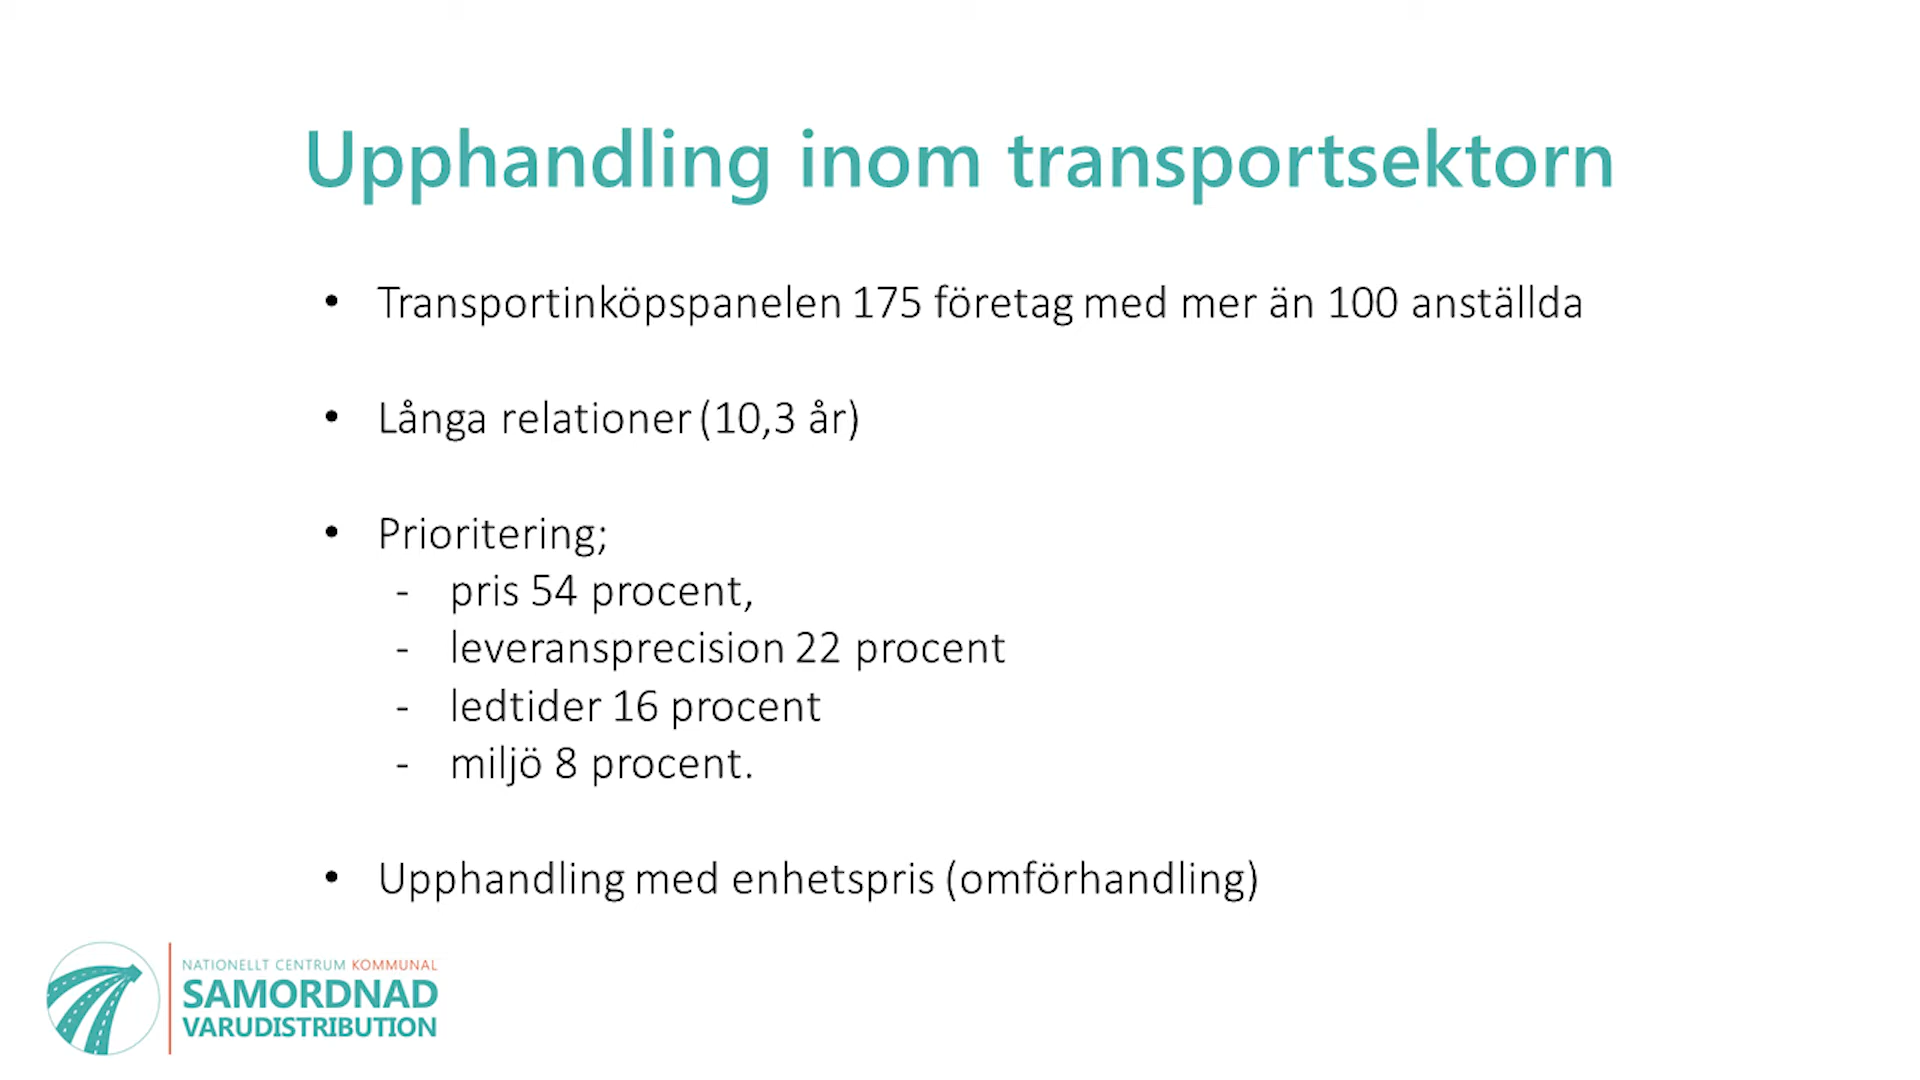 Upphandling inom transportsektorn
• Transportinköpspanelen 175 företag med mer än 100 anställda
• Långa relationer (10,3 år)
• Prioritering;
- pris 54 procent,
- leveransprecision 22 procent
- ledtider 16 procent
- miljö 8 procent.
• Upphandling med enhetspris (omförhandling)
NATIONELLT CENTRUM KOMMUNAL
SAMORDNAD
VARUDISTRIBUTION